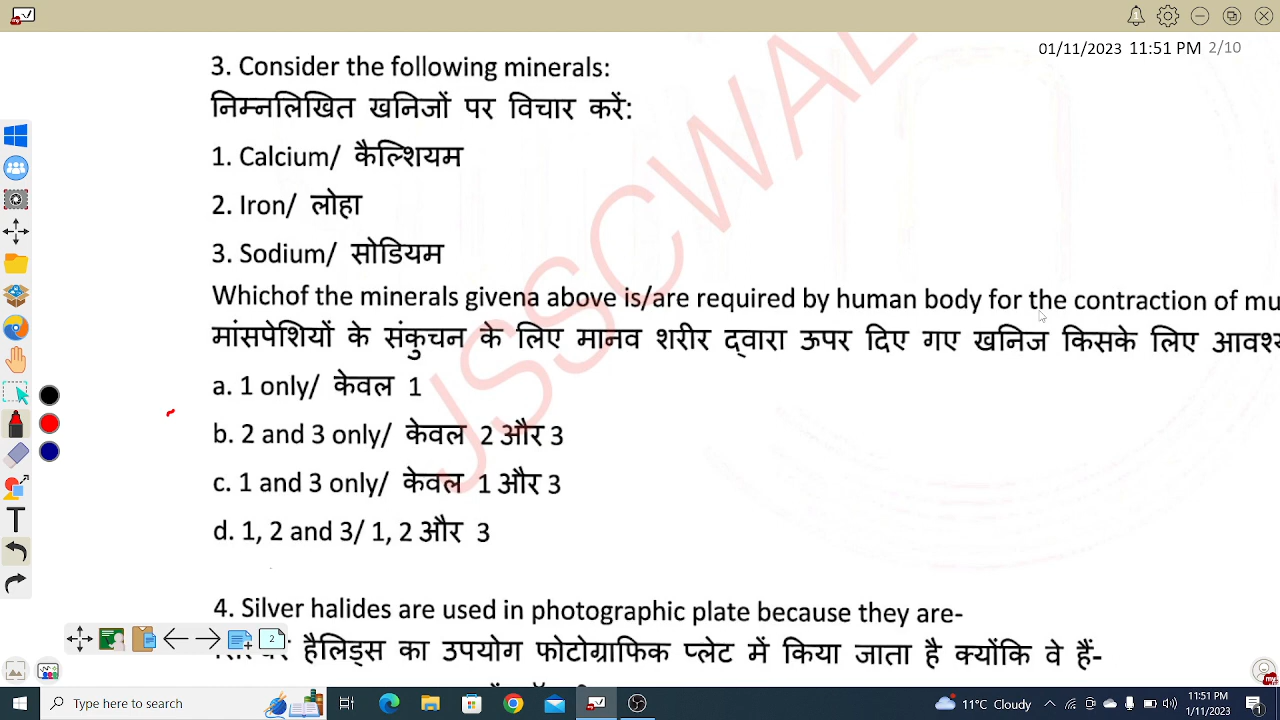 01/11/2023 11:51 PM 2/10
3. Consider the following minerals:
निम्नलिखित खनिजों पर विचार करें:
1. Calcium/ कैल्शियम
2. Iron/ लोहा
3. Sodium/ सोडियम
Whichof the minerals givena above is/are required by human body for the contraction of mu
मांसपेशियों के संकुचन के लिए मानव शरीर द्वारा ऊपर दिए गए खनिज किसके लिए आवश्य
a. 1 only/ केवल 1
b. 2 and 3 only/ केवल 2 और 3
c. 1 and 3 only/ केवल 1 और 3
d. 1, 2 and 3/ 1, 2 और 3
4. Silver halides are used in photographic plate because they are-
हैलिड्स का उपयोग फोटोग्राफिक प्लेट में किया जाता है क्योंकि वे हैं-
JSSCWAL
2
T
Type here to search
11°C Cloudy
11:51 PM
1/11/2023